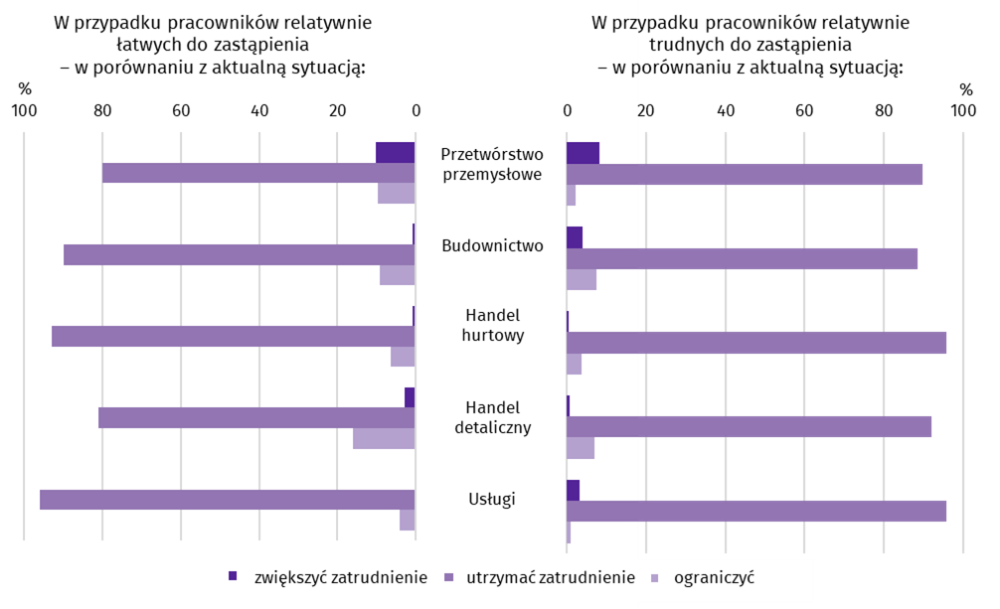 W przypadku pracowników relatywnie
łatwych do zastąpienia
– w porównaniu z aktualną sytuacją:
%
100 80 60 40 20 0
W przypadku pracowników relatywnie
trudnych do zastąpienia
– w porównaniu z aktualną sytuacją:
%
0 20 40 60 80 100
Przetwórstwo
przemysłowe
Budownictwo
Handel
hurtowy
Handel
detaliczny
Usługi
zwiększyć zatrudnienie utrzymać zatrudnienie ograniczyć